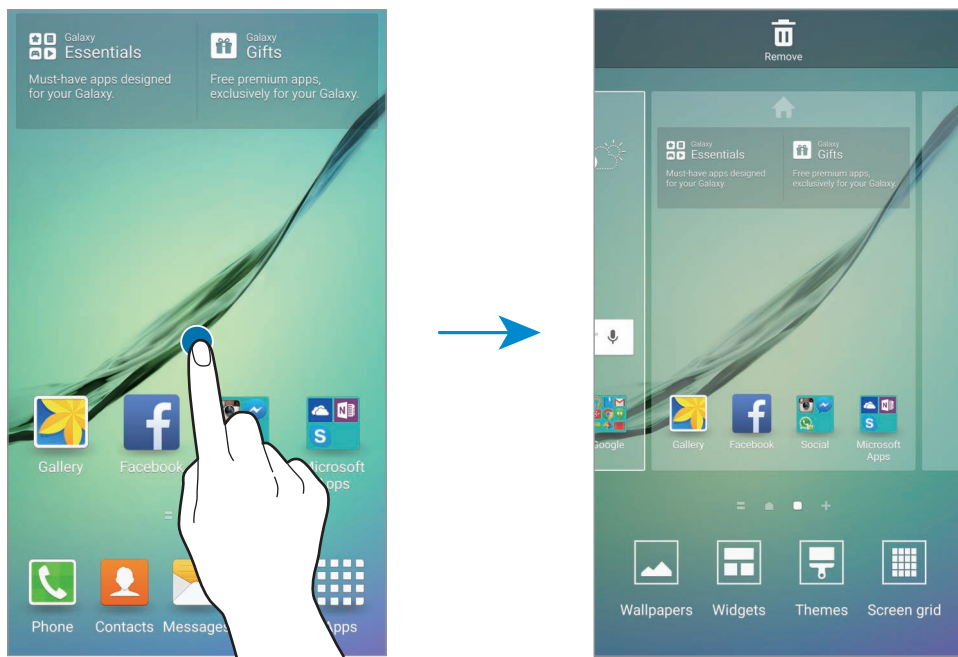 Galaxy
Essentials
Must-have apps designed
for your Galaxy.
Galaxy
Gifts
Free premium apps,
exclusively for your Galaxy.
Gallery
Facebook
Microsoft
Apps
Phone
Contacts
Messages
Apps
Remove
Galaxy
Essentials
Must-have apps designed
for your Galaxy.
Galaxy
Gifts
Free premium apps,
exclusively for your Galaxy.
Google
Gallery
Facebook
Social
Microsoft
Apps
Wallpapers
Widgets
Themes
Screen grid